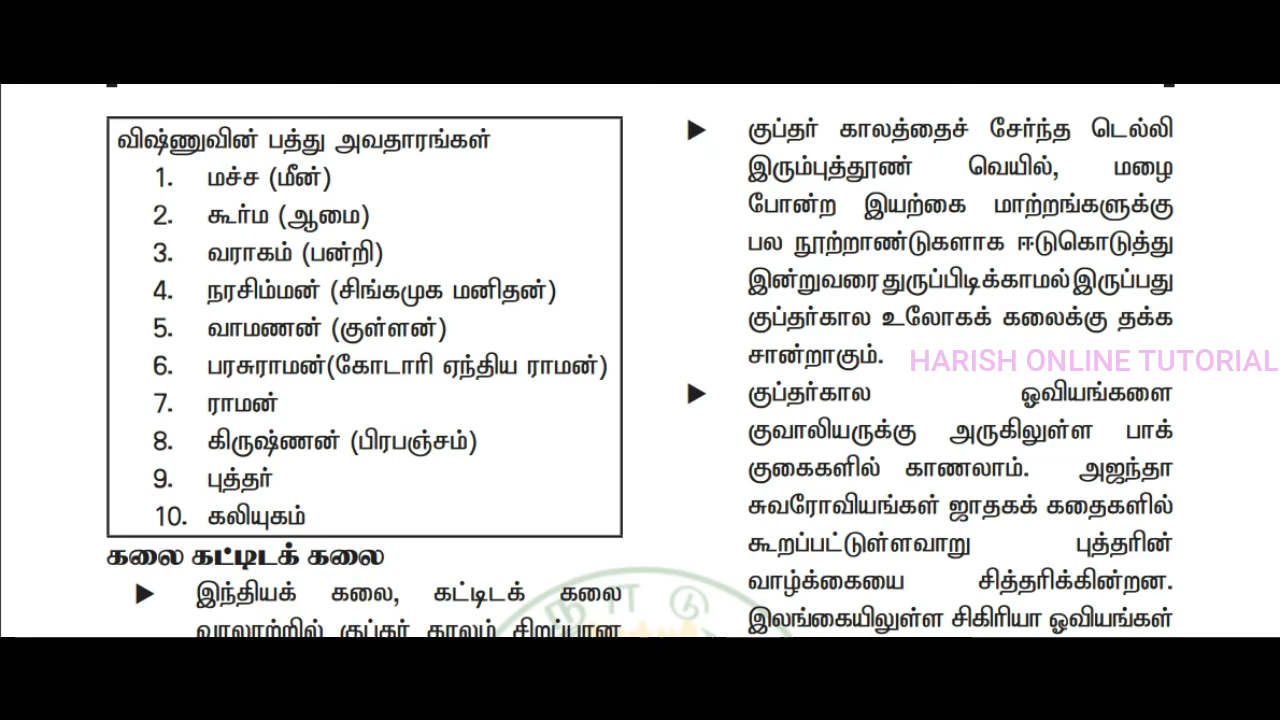 விஷ்ணுவின் பத்து அவதாரங்கள்
1. மச்ச (மீன்)
2. கூர்ம (ஆமை)
3. வராகம் (பன்றி)
4. நரசிம்மன் (சிங்கமுக மனிதன்)
5. வாமணன் (குள்ளன்)
6. பரசுராமன்(கோடாரி ஏந்திய ராமன்)
7. ராமன்
8. கிருஷ்ணன் (பிரபஞ்சம்)
9. புத்தர்
10. கலியுகம்
கலை கட்டிடக் கலை
இந்தியக் கலை, கட்டிடக் கலை
வரலாற்றில் குப்தர் காலம் சிறப்பான
குப்தர் காலத்தைச் சேர்ந்த டெல்லி
இரும்புத்தூண் வெயில், மழை
போன்ற இயற்கை மாற்றங்களுக்கு
பல நூற்றாண்டுகளாக ஈடுகொடுத்து
இன்றுவரை துருப்பிடிக்காமல் இருப்பது
குப்தர்கால உலோகக் கலைக்கு தக்க
சான்றாகும்.
குப்தர்கால ஓவியங்களை
குவாலியருக்கு அருகிலுள்ள பாக்
குகைகளில் காணலாம். அஜந்தா
சுவரோவியங்கள் ஜாதகக் கதைகளில்
கூறப்பட்டுள்ளவாறு புத்தரின்
வாழ்க்கையை சித்தரிக்கின்றன.
இலங்கையிலுள்ள சிகிரியா ஓவியங்கள்
HARISH ONLINE TUTORIAL